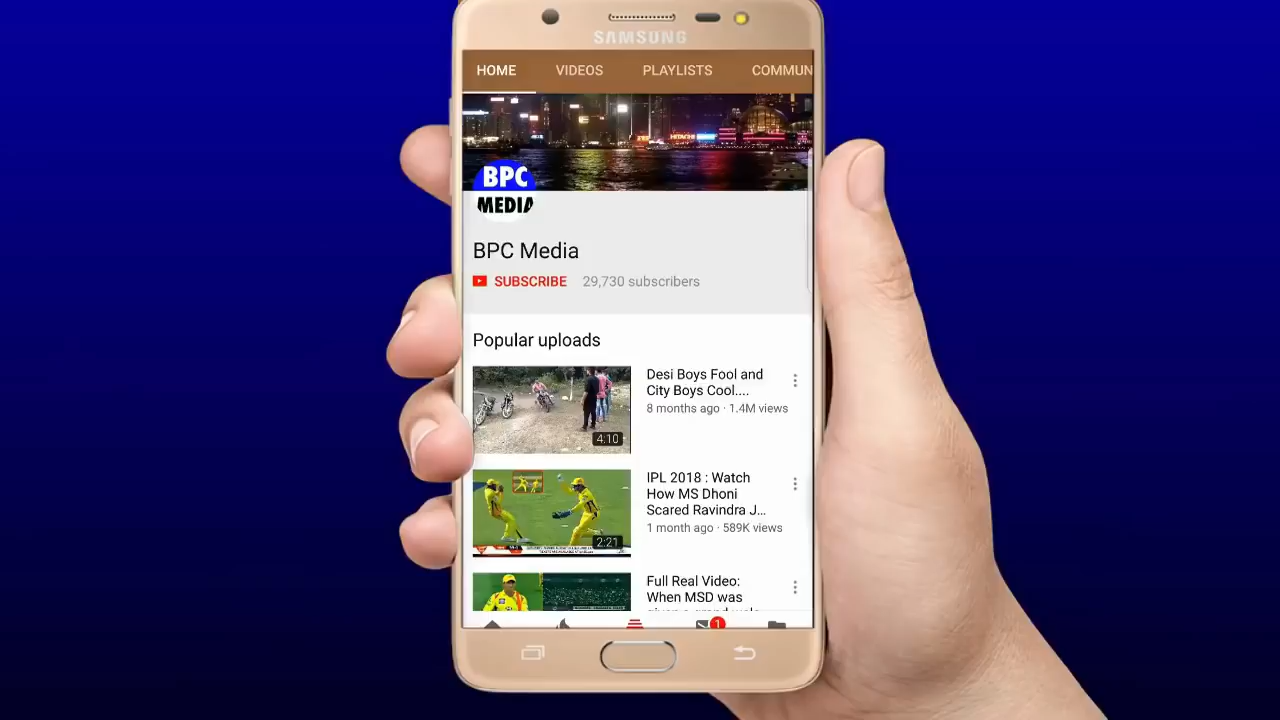 SAMSUNG
HOME VIDEOS PLAYLISTS COMMUN
HITACHI
BPC
MEDIA
BPC Media
SUBSCRIBE 29,730 subscribers
Popular uploads
Desi Boys Fool and
City Boys Cool....
8 months ago · 1.4M views
4:10
IPL 2018 : Watch
How MS Dhoni
Scared Ravindra J...
1 month ago · 589K views
2:21
Full Real Video:
When MSD was
1